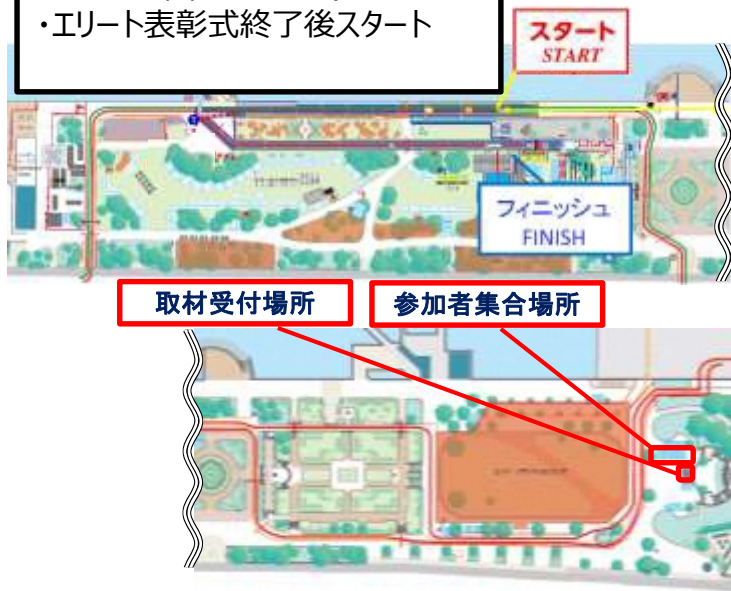 ・エリート表彰式終了後スタート
スタート
START
フィニッシュ
FINISH
取材受付場所
参加者集合場所